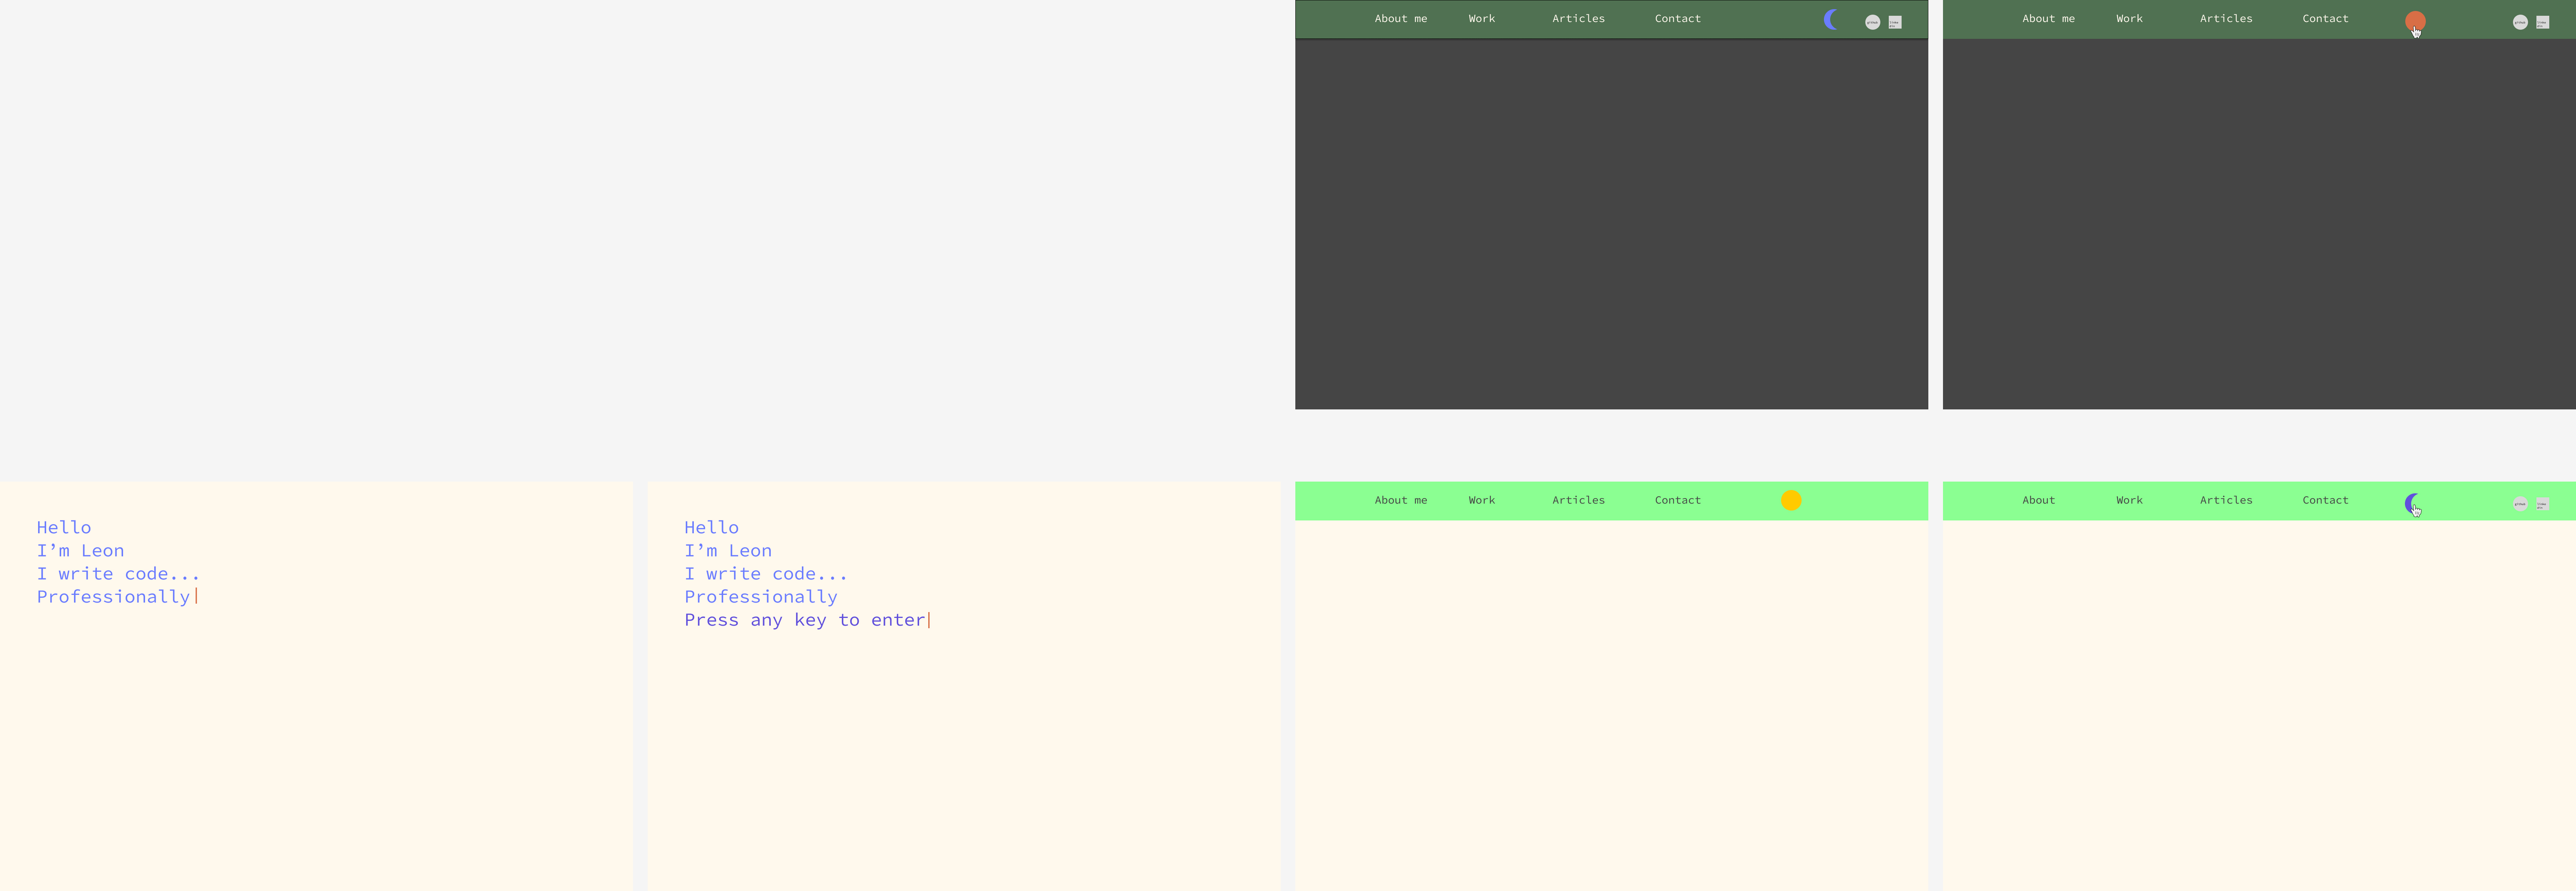 About me Work Articles Contact
About me Work Articles Contact
Hello
I’m Leon
I write code...
Professionally
Hello
I’m Leon
I write code...
Professionally
Press any key to enter
About me Work Articles Contact
About Work Articles Contact